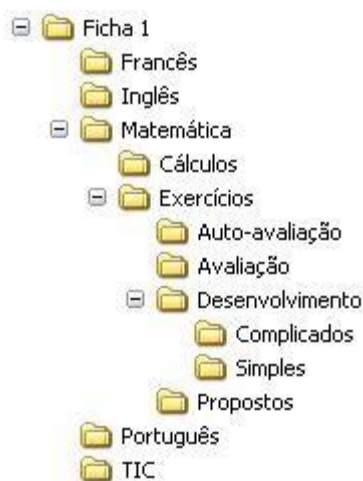 Ficha 1
Francês
Inglês
Matemática
Cálculos
Exercícios
Auto-avaliação
Avaliação
Desenvolvimento
Complicados
Simples
Propostos
Português
TIC